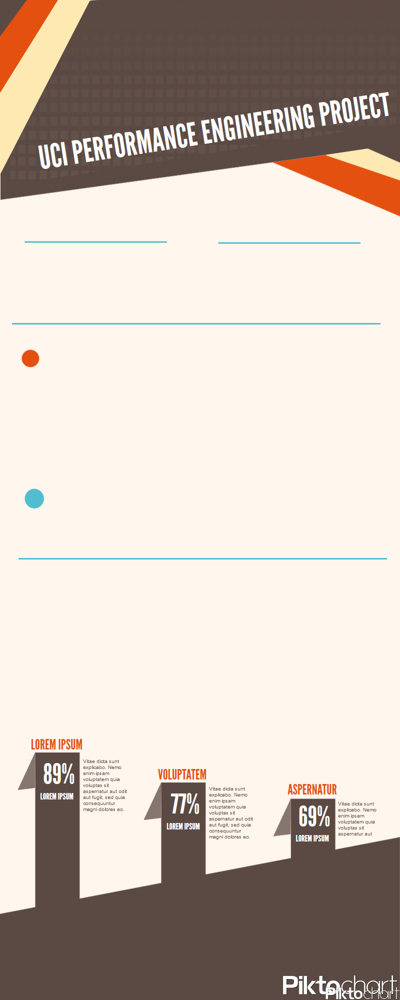 UCI PERFORMANCE ENGINEERING PROJECT
LOREM IPSUM
89%
LOREM IPSUM
Vitae dicta sunt
explicabo. Nemo
enim ipsam
voluptatem quia
voluptas sit
aspernatur aut odit
aut fugit, sed quia
consequuntur
magni dolores eo.
VOLUPTATEM
77%
LOREM IPSUM
Vitae dicta sunt
explicabo. Nemo
enim ipsam
voluptatem quia
voluptas sit
aspernatur aut odit
aut fugit, sed quia
consequuntur
magni dolores eo.
ASPERNATUR
69%
LOREM IPSUM
Vitae dicta sunt
explicabo. Nemo
enim ipsam
voluptatem quia
voluptas sit
aspernatur aut
Piktochart
Piktochart